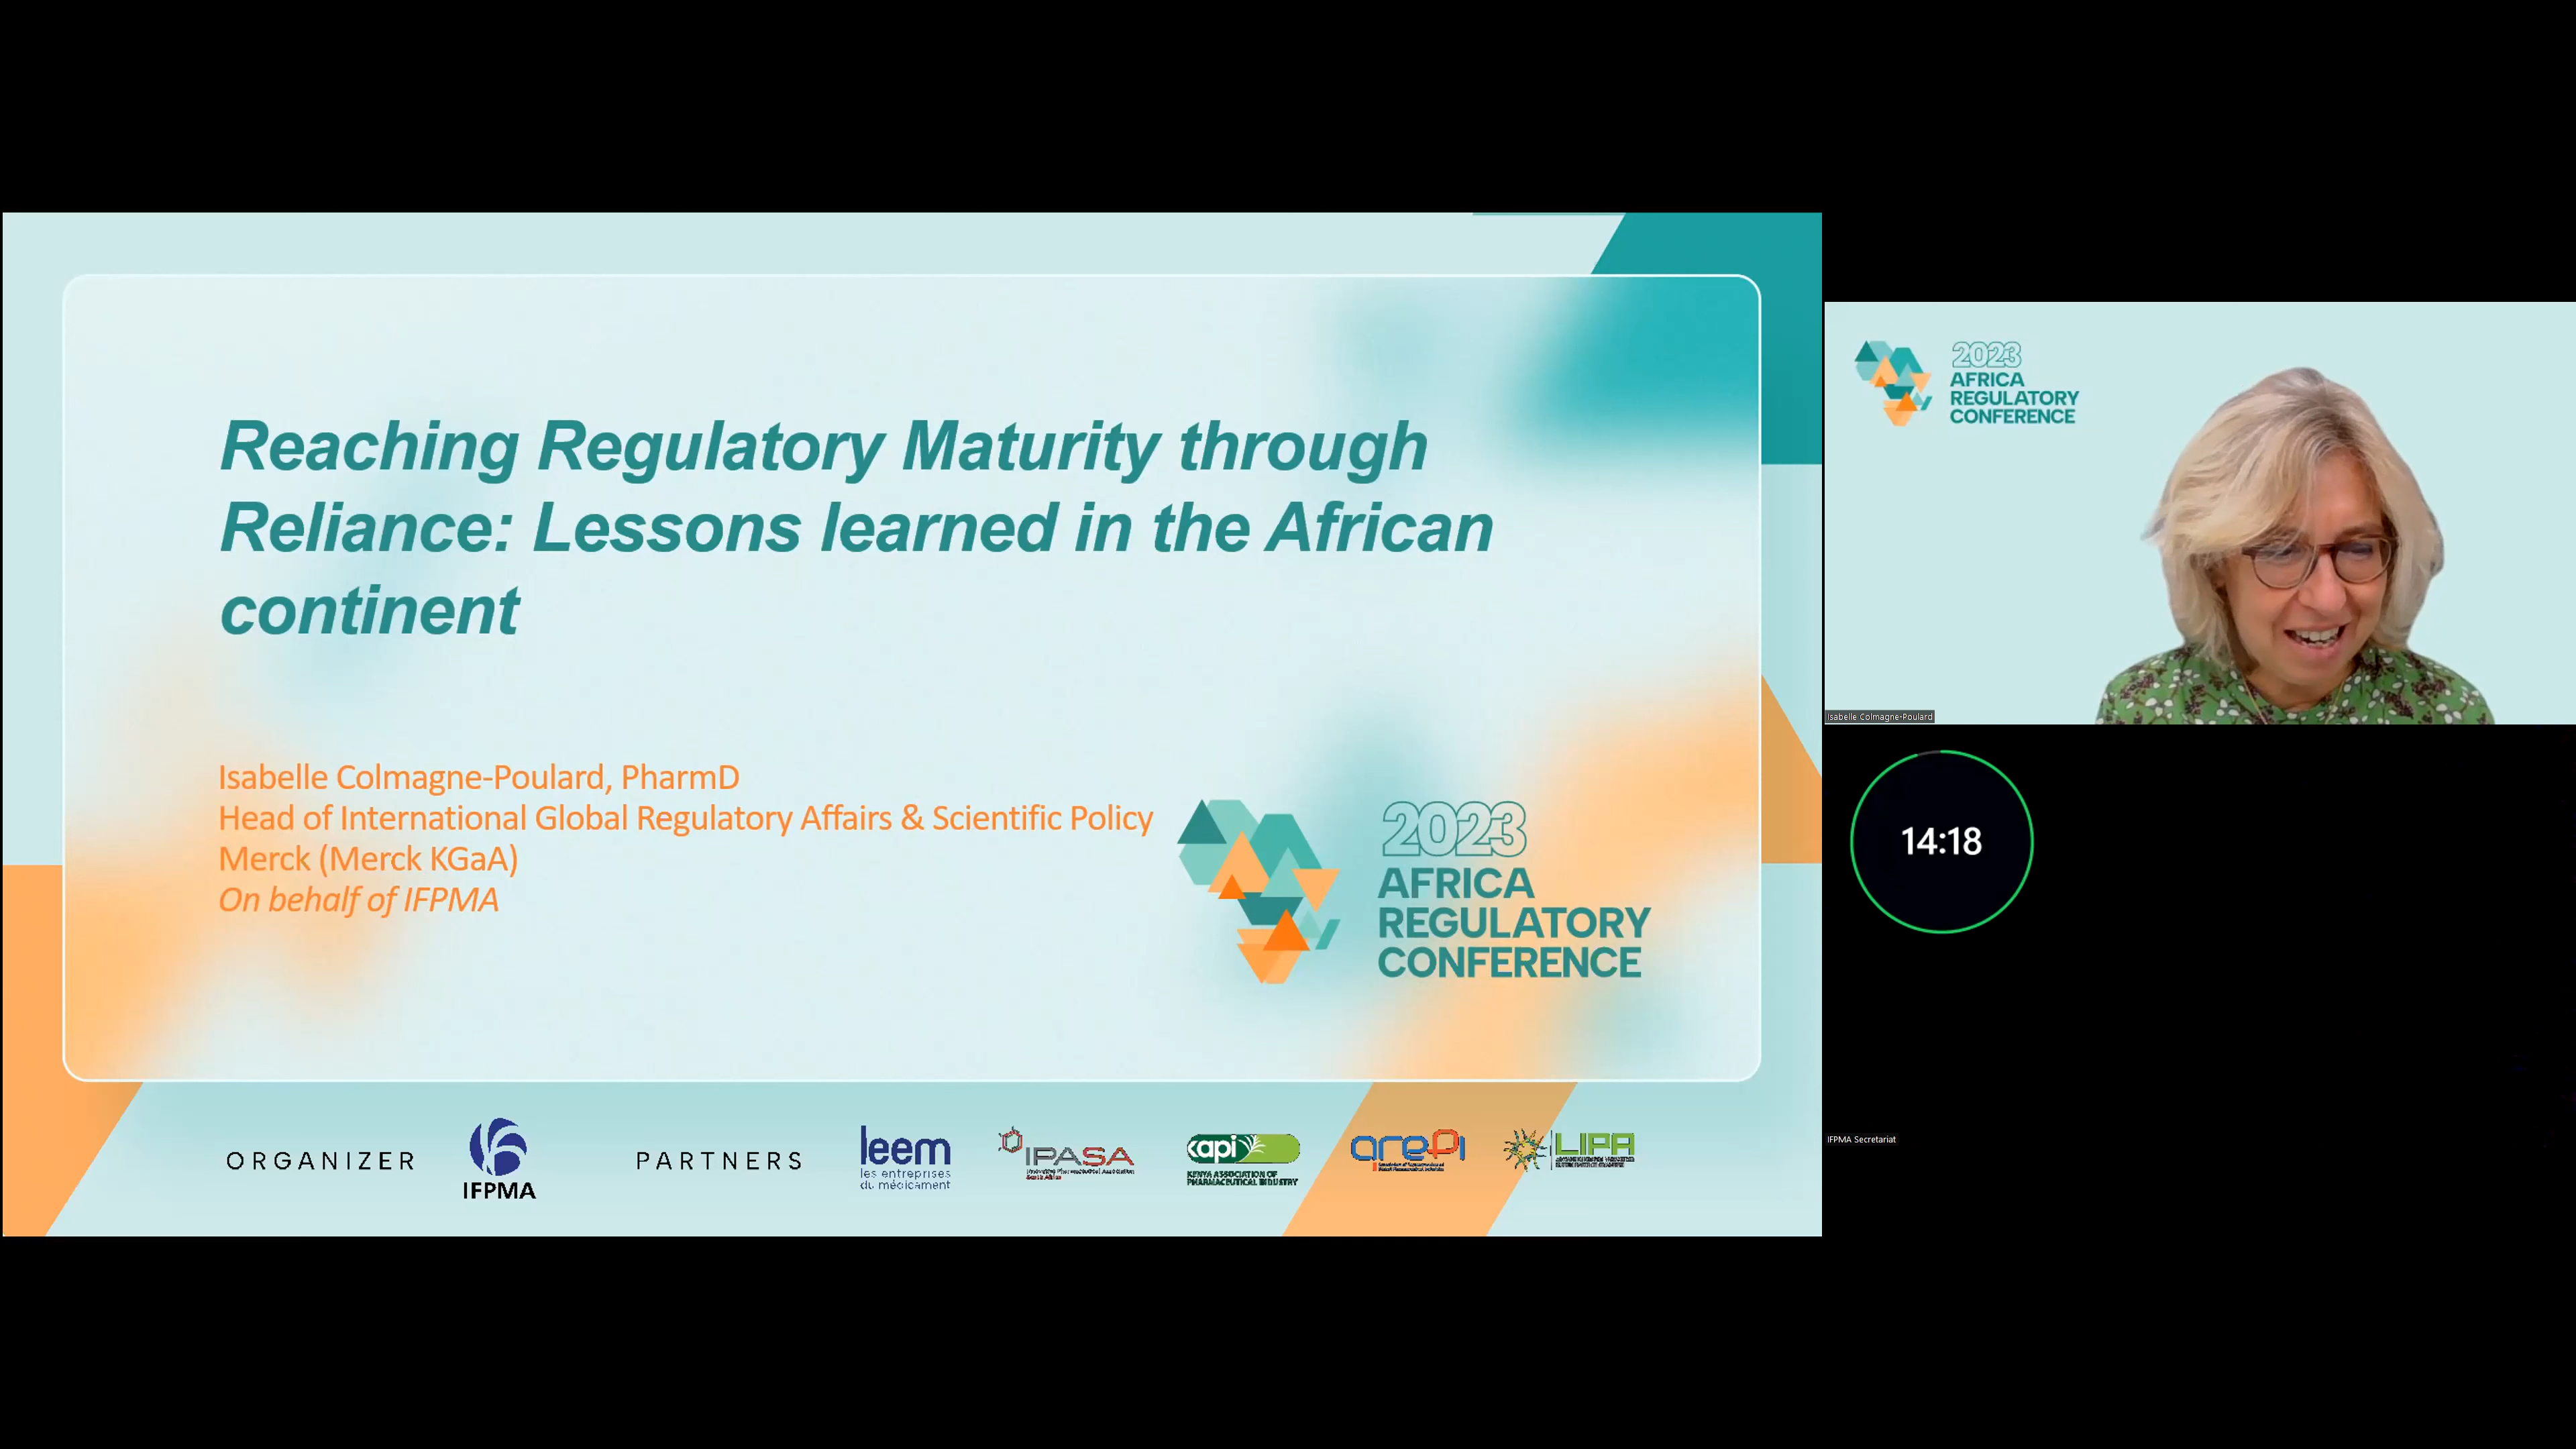 Reaching Regulatory Maturity through
Reliance: Lessons learned in the African
continent
Isabelle Colmagne-Poulard, PharmD
Head of International Global Regulatory Affairs & Scientific Policy
Merck (Merck KGaA)
On behalf of IFPMA
2023
AFRICA
REGULATORY
CONFERENCE
ORGANIZER
IFPMA
PARTNERS
leem
les entreprises
du médicament
IPASA
kapi
KENYA ASSOCIATION OF
PHARMACEUTICAL INDUSTRY
arepi
LIPA
2023
AFRICA
REGULATORY
CONFERENCE
Isabelle Colmagne-Poulard
14:18
IFPMA Secretariat